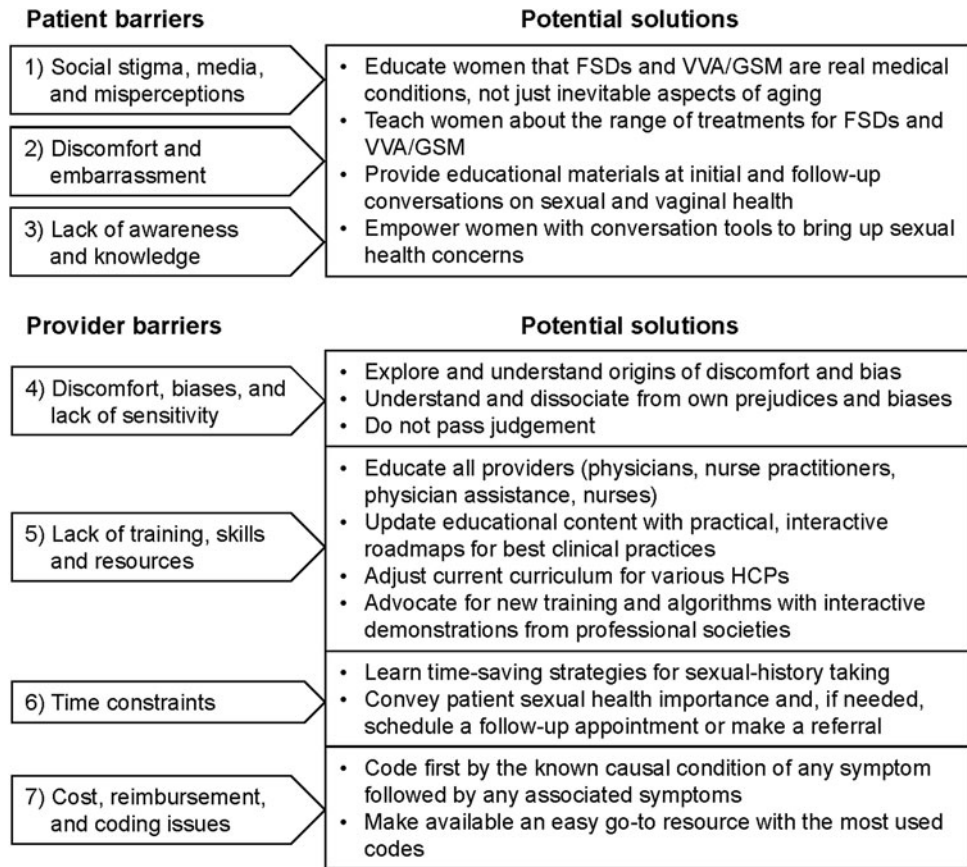 Patient barriers
Potential solutions
1) Social stigma, media,
and misperceptions
2) Discomfort and
embarrassment
3) Lack of awareness
and knowledge
• Educate women that FSDs and VVA/GSM are real medical
conditions, not just inevitable aspects of aging
• Teach women about the range of treatments for FSDs and
VVA/GSM
• Provide educational materials at initial and follow-up
conversations on sexual and vaginal health
• Empower women with conversation tools to bring up sexual
health concerns
Provider barriers
Potential solutions
4) Discomfort, biases, and
lack of sensitivity
• Explore and understand origins of discomfort and bias
• Understand and dissociate from own prejudices and biases
• Do not pass judgement
5) Lack of training, skills
and resources
• Educate all providers (physicians, nurse practitioners,
physician assistance, nurses)
• Update educational content with practical, interactive
roadmaps for best clinical practices
• Adjust current curriculum for various HCPs
• Advocate for new training and algorithms with interactive
demonstrations from professional societies
6) Time constraints
• Learn time-saving strategies for sexual-history taking
• Convey patient sexual health importance and, if needed,
schedule a follow-up appointment or make a referral
7) Cost, reimbursement,
and coding issues
• Code first by the known causal condition of any symptom
followed by any associated symptoms
• Make available an easy go-to resource with the most used
codes